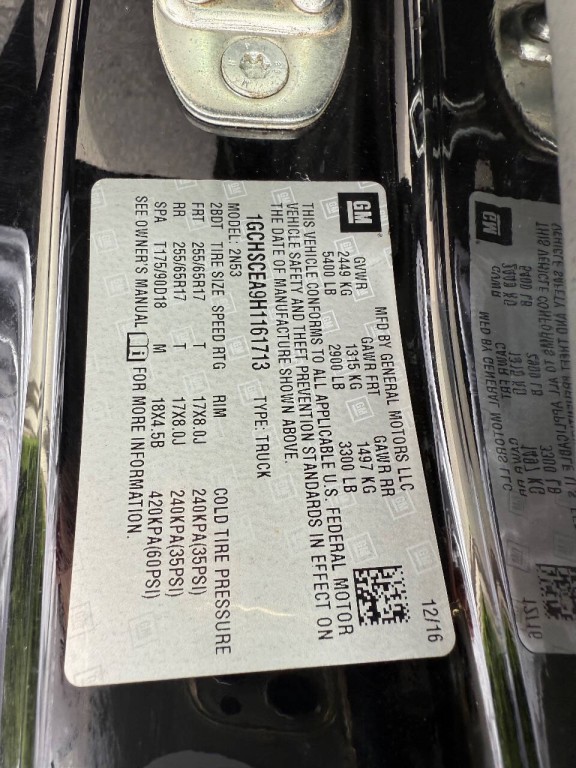 GM
MFD BY GENERAL MOTORS LLC 12/16
GVWR GAWR FRT GAWR RR
2449 KG 1315 KG 1497 KG
5400 LB 2900 LB 3300 LB
THIS VEHICLE CONFORMS TO ALL APPLICABLE U.S. FEDERAL MOTOR
VEHICLE SAFETY AND THEFT PREVENTION STANDARDS IN EFFECT ON
THE DATE OF MANUFACTURE SHOWN ABOVE.
1GCHSCEA9H1161713 TYPE: TRUCK
MODEL: 2N53
2BDT TIRE SIZE SPEED RTG RIM COLD TIRE PRESSURE
FRT 255/65R17 T 17X8.0J 240KPA(35PSI)
RR 255/65R17 T 17X8.0J 240KPA(35PSI)
SPA T175/90D18 M 18X4.5B 420KPA(60PSI)
SEE OWNER'S MANUAL FOR MORE INFORMATION.